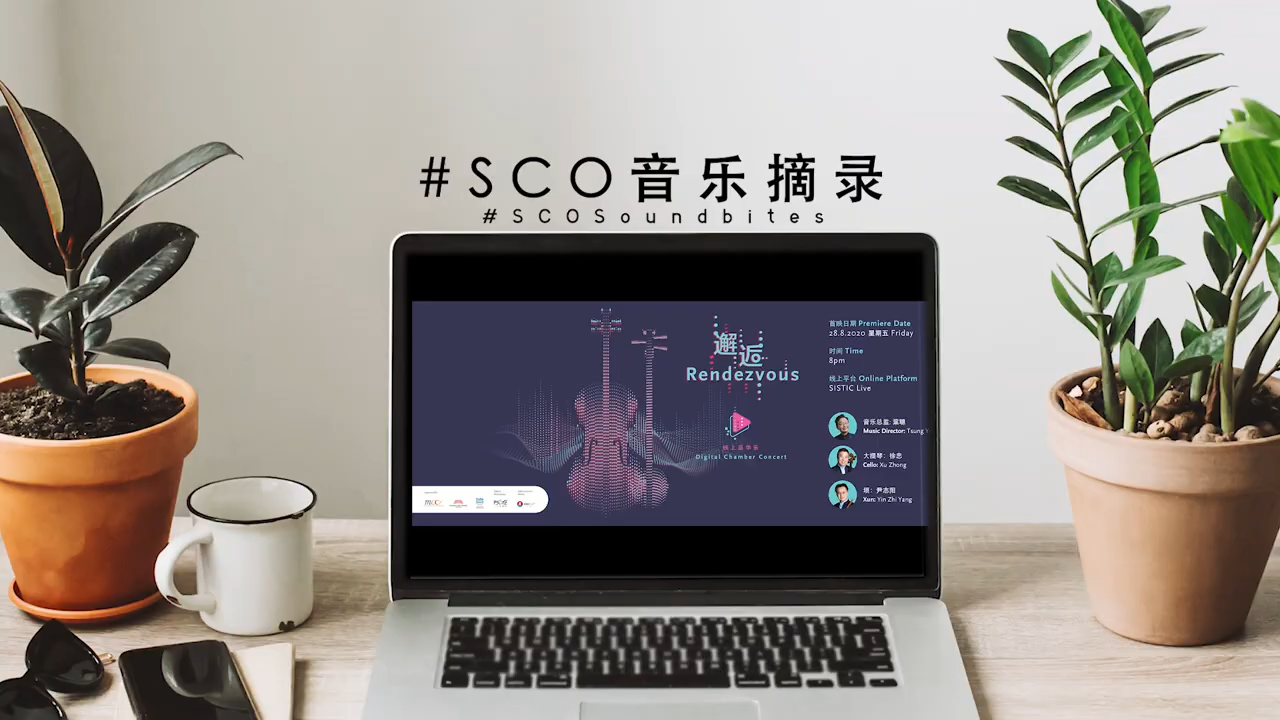 #SCO音乐摘录
#SCOSoundbites
邂逅
Rendezvous
线上音乐会
Digital Chamber Concert
首映日期 Premiere Date
28.8.2020 星期五 Friday
时间 Time
8pm
线上平台 Online Platform
SISTIC Live
音乐总监: 葉聰
Music Director: Tsung Y
大提琴: 徐忠
Cello: Xu Zhong
埙: 尹志阳
Xun: Yin Zhi Yang